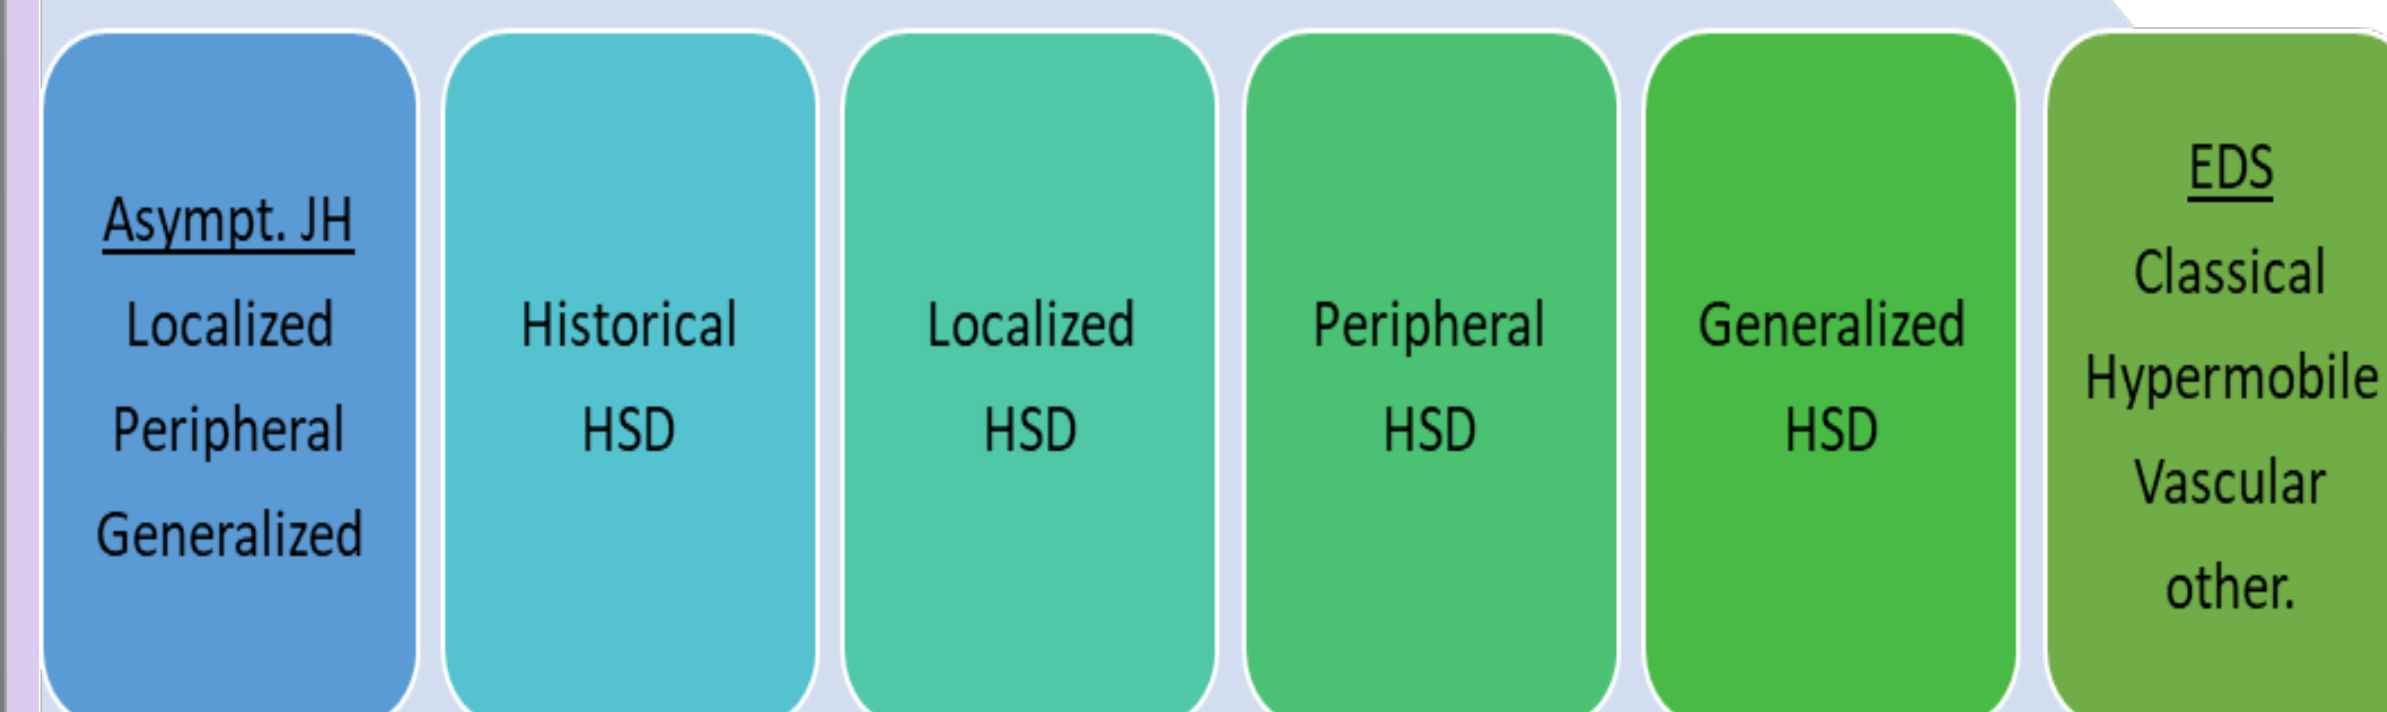 Asympt. JH
Localized
Peripheral
Generalized
Historical
HSD
Localized
HSD
Peripheral
HSD
Generalized
HSD
EDS
Classical
Hypermobile
Vascular
other.